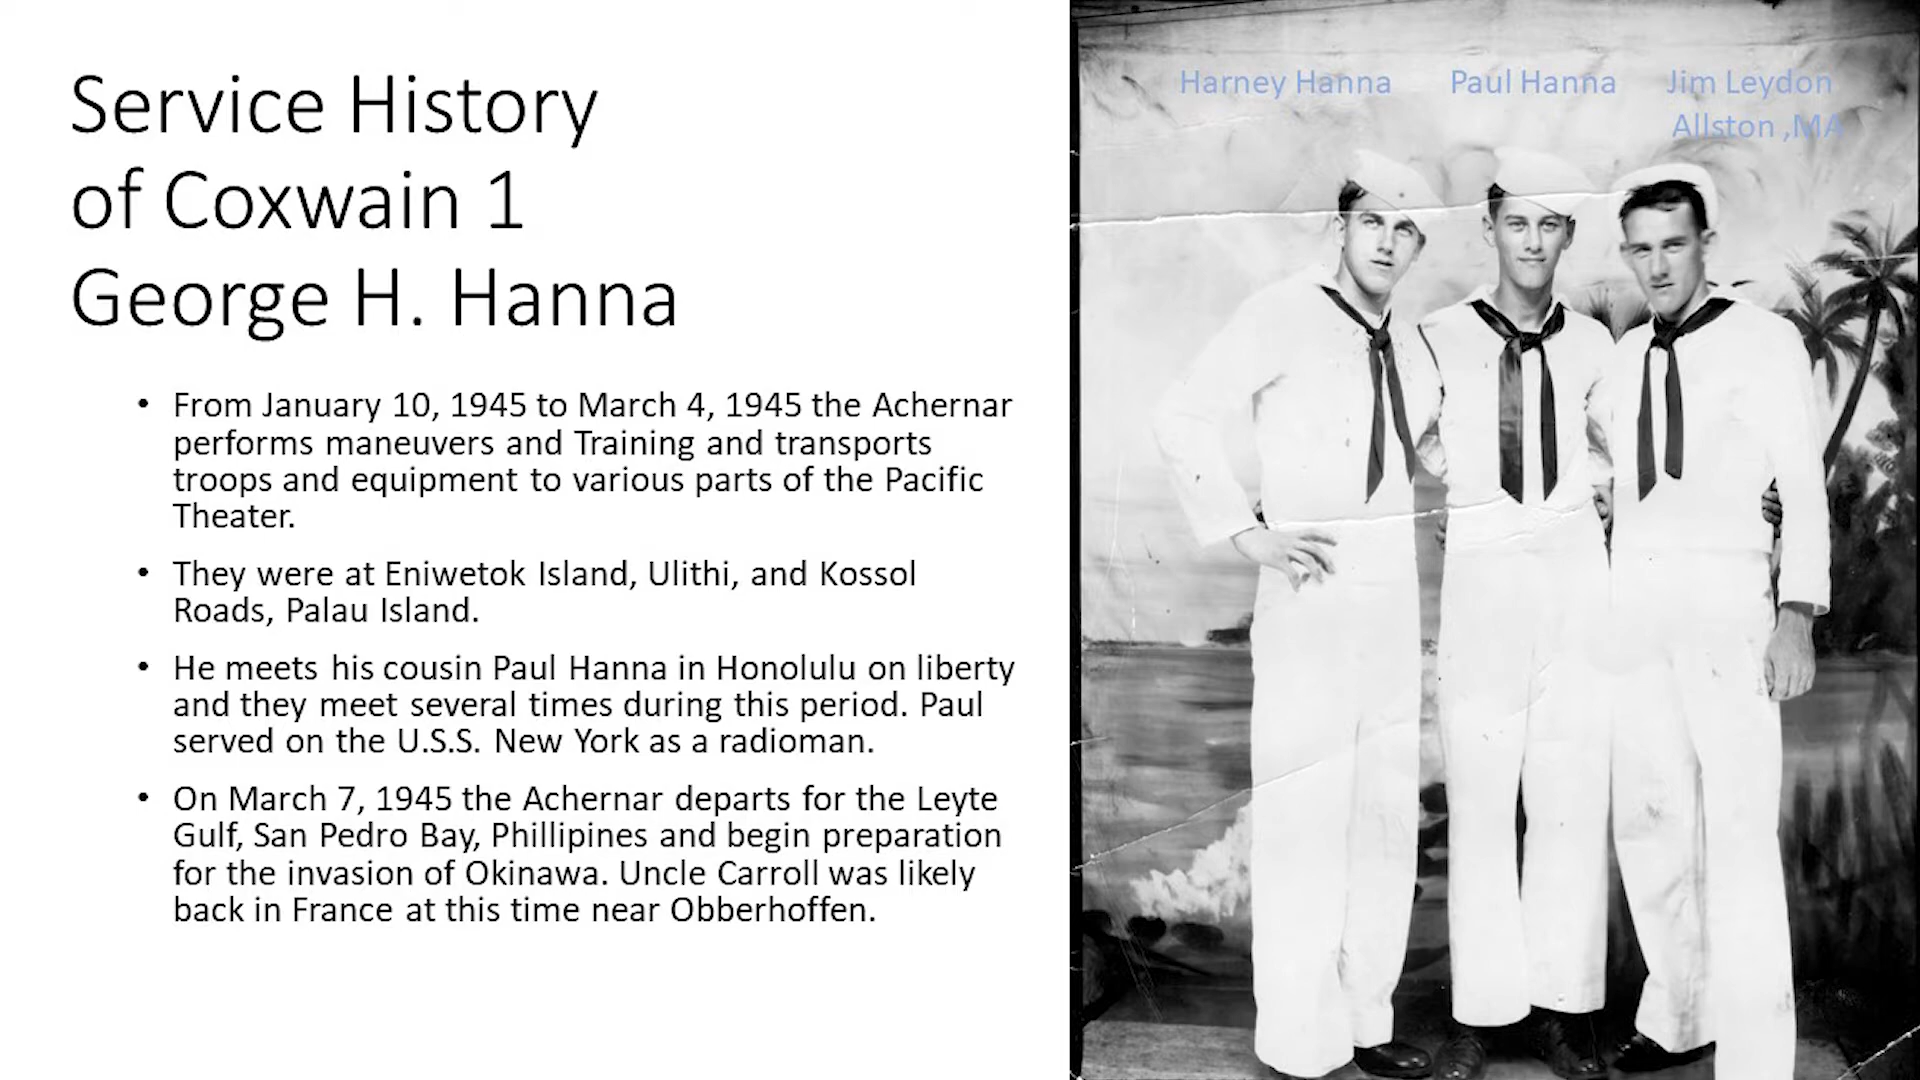 Service History
of Coxwain 1
George H. Hanna
• From January 10, 1945 to March 4, 1945 the Achernar
performs maneuvers and Training and transports
troops and equipment to various parts of the Pacific
Theater.
• They were at Eniwetok Island, Ulithi, and Kossol
Roads, Palau Island.
• He meets his cousin Paul Hanna in Honolulu on liberty
and they meet several times during this period. Paul
served on the U.S.S. New York as a radioman.
• On March 7, 1945 the Achernar departs for the Leyte
Gulf, San Pedro Bay, Phillipines and begin preparation
for the invasion of Okinawa. Uncle Carroll was likely
back in France at this time near Obberhoffen.
Harney Hanna Paul Hanna Jim Leydon
Allston ,MA